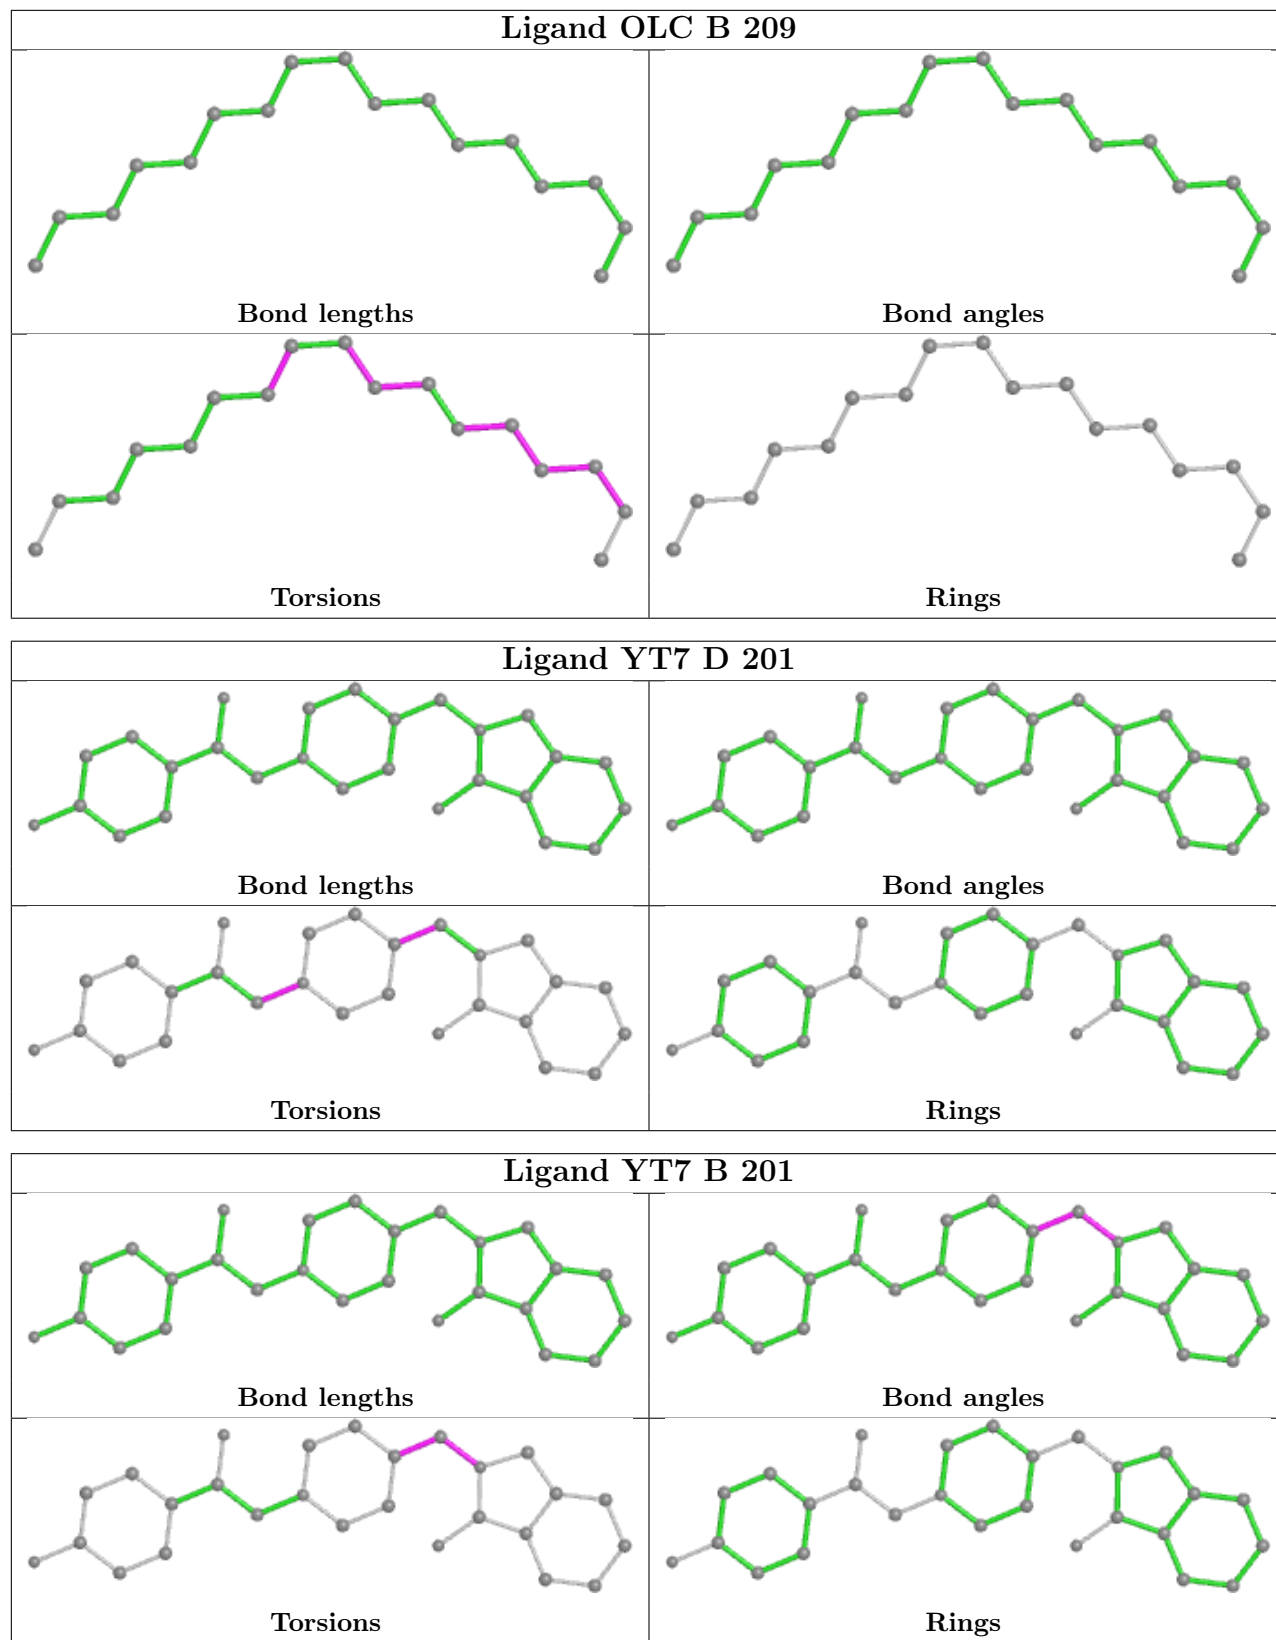 Ligand OLC B 209
Bond lengths
Bond angles
Torsions
Rings
Ligand YT7 D 201
Bond lengths
Bond angles
Torsions
Rings
Ligand YT7 B 201
Bond lengths
Bond angles
Torsions
Rings